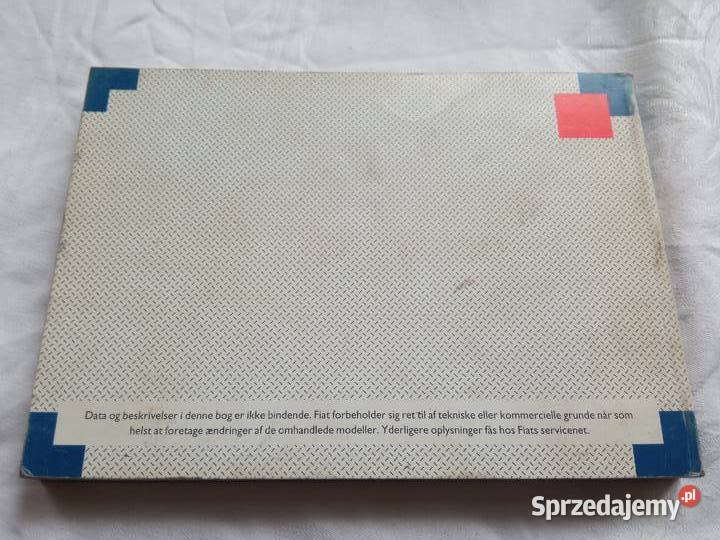 Data og beskrivelser i denne bog er ikke bindende. Fiat forbeholder sig ret til af tekniske eller kommercielle grunde når som
helst at foretage ændringer af de omhandlede modeller. Yderligere oplysninger fås hos Fiats servicenet.
Sprzedajemy.pl